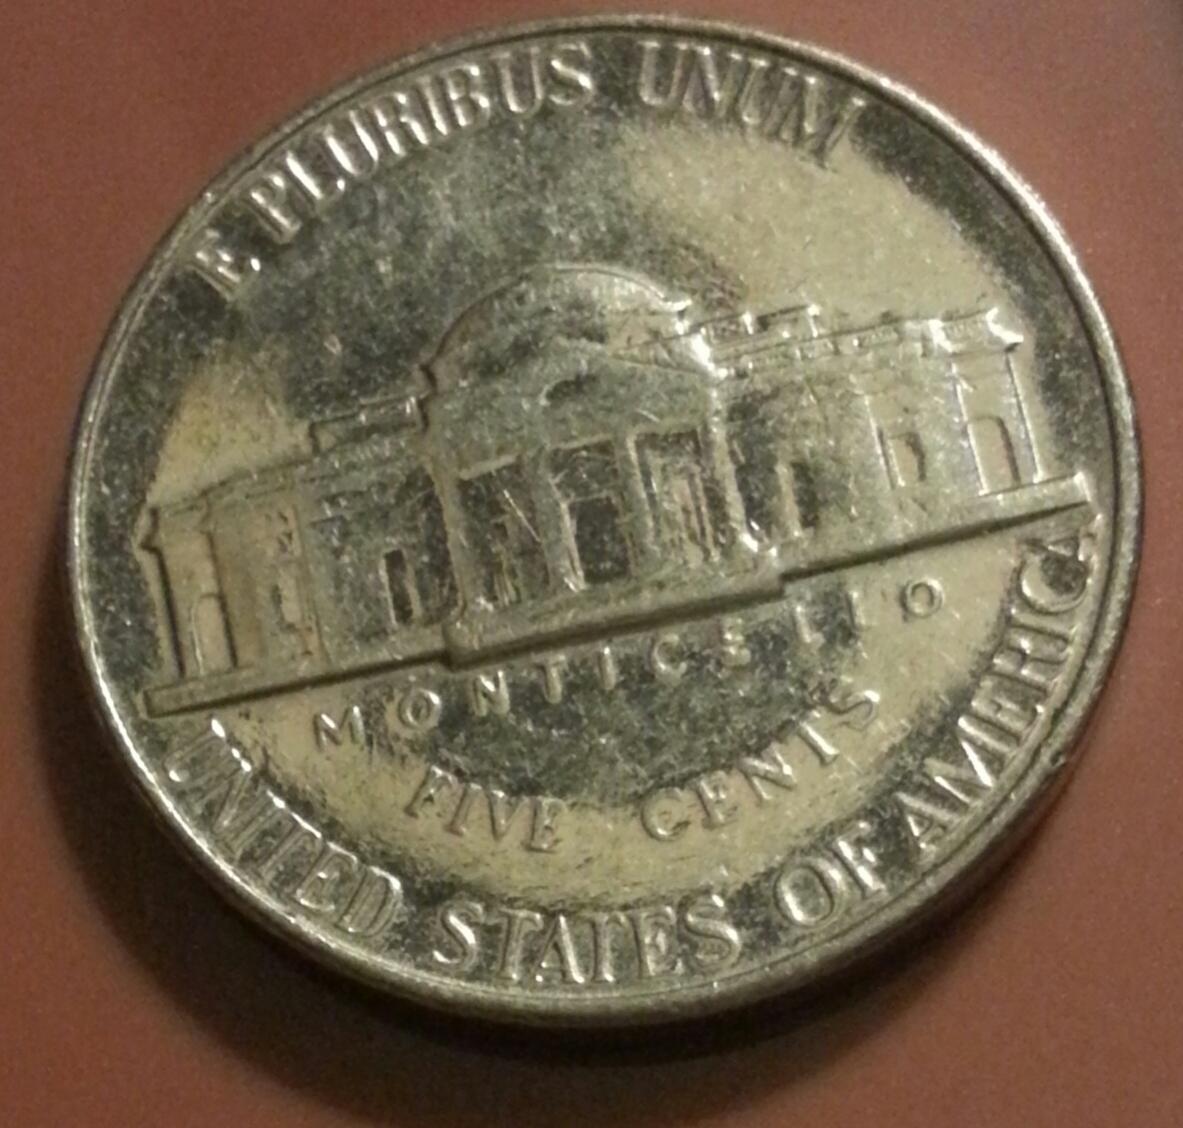 E PLURIBUS UNUM
MONTICELLO
FIVE CENTS
UNITED STATES OF AMERICA